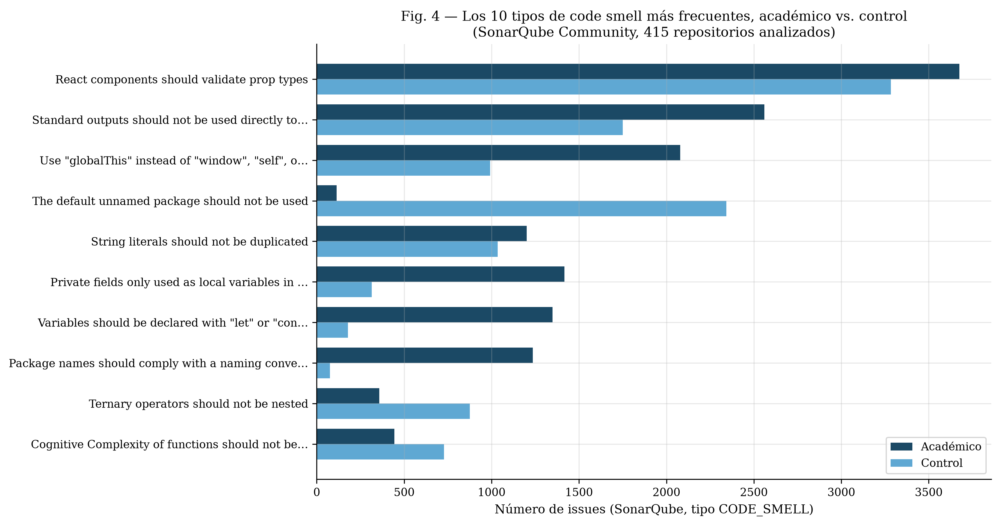 Fig. 4 — Los 10 tipos de code smell más frecuentes, académico vs. control
(SonarQube Community, 415 repositorios analizados)
React components should validate prop types
Standard outputs should not be used directly to…
Use "globalThis" instead of "window", "self", o…
The default unnamed package should not be used
String literals should not be duplicated
Private fields only used as local variables in …
Variables should be declared with "let" or "con…
Package names should comply with a naming conve…
Ternary operators should not be nested
Cognitive Complexity of functions should not be…
Académico
Control
0 500 1000 1500 2000 2500 3000 3500
Número de issues (SonarQube, tipo CODE_SMELL)